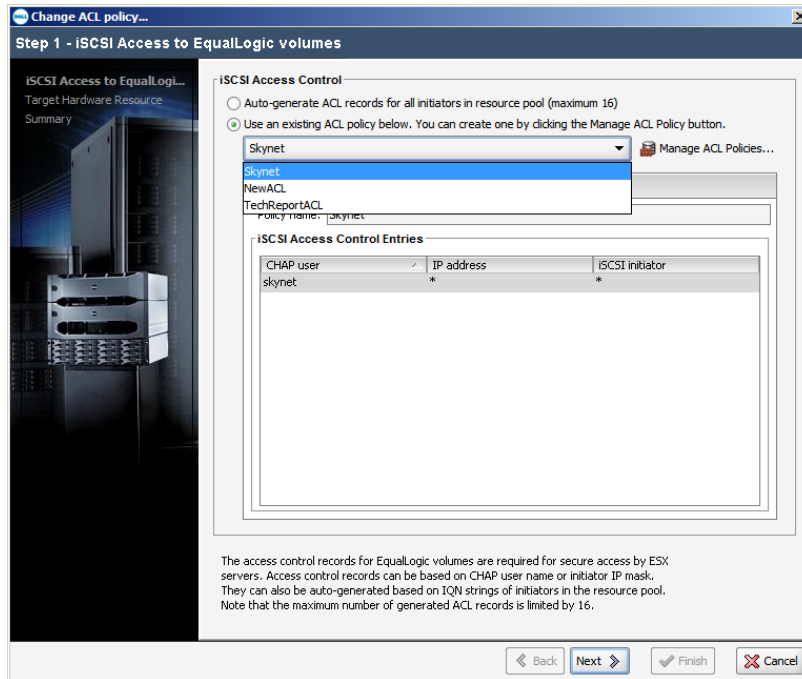 Change ACL policy...
Step 1 - iSCSI Access to EqualLogic volumes
iSCSI Access to EqualLogi...
Target Hardware Resource
Summary
iSCSI Access Control
Auto-generate ACL records for all initiators in resource pool (maximum 16)
Use an existing ACL policy below. You can create one by clicking the Manage ACL Policy button.
Skynet
Manage ACL Policies...
Skynet
NewACL
TechReportACL
Policy name: Skynet
iSCSI Access Control Entries
CHAP user IP address iSCSI initiator
skynet * *
The access control records for EqualLogic volumes are required for secure access by ESX
servers. Access control records can be based on CHAP user name or initiator IP mask.
They can also be auto-generated based on IQN strings of initiators in the resource pool.
Note that the maximum number of generated ACL records is limited by 16.
Back Next Finish Cancel